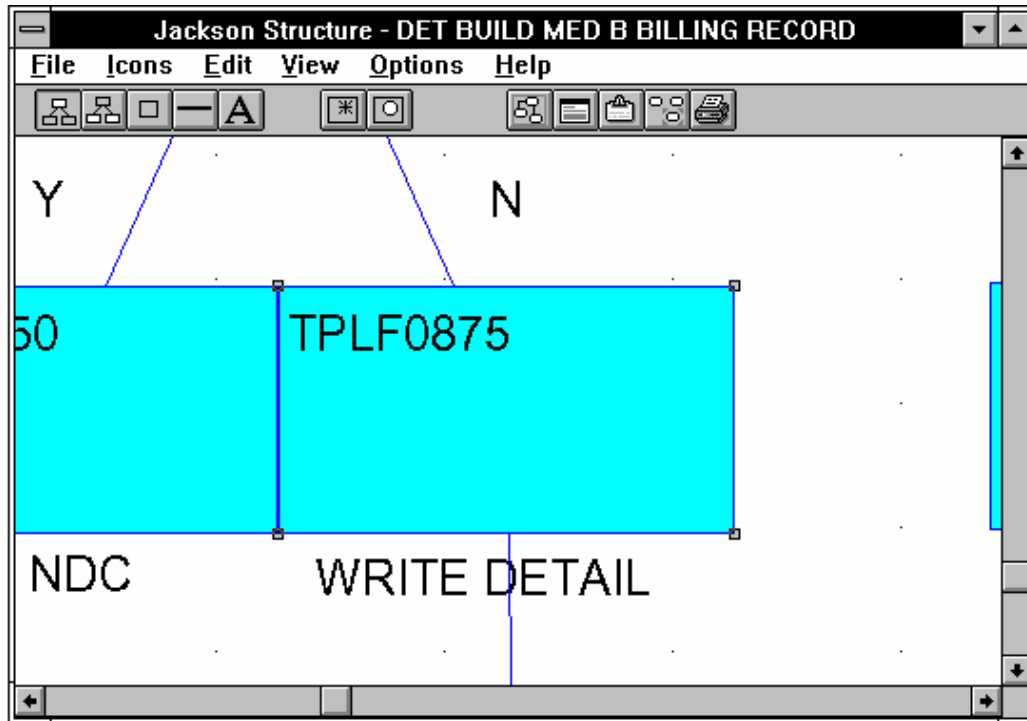 Jackson Structure - DET BUILD MED B BILLING RECORD
File Icons Edit View Options Help
A
Y N
50 TPLF0875
NDC WRITE DETAIL